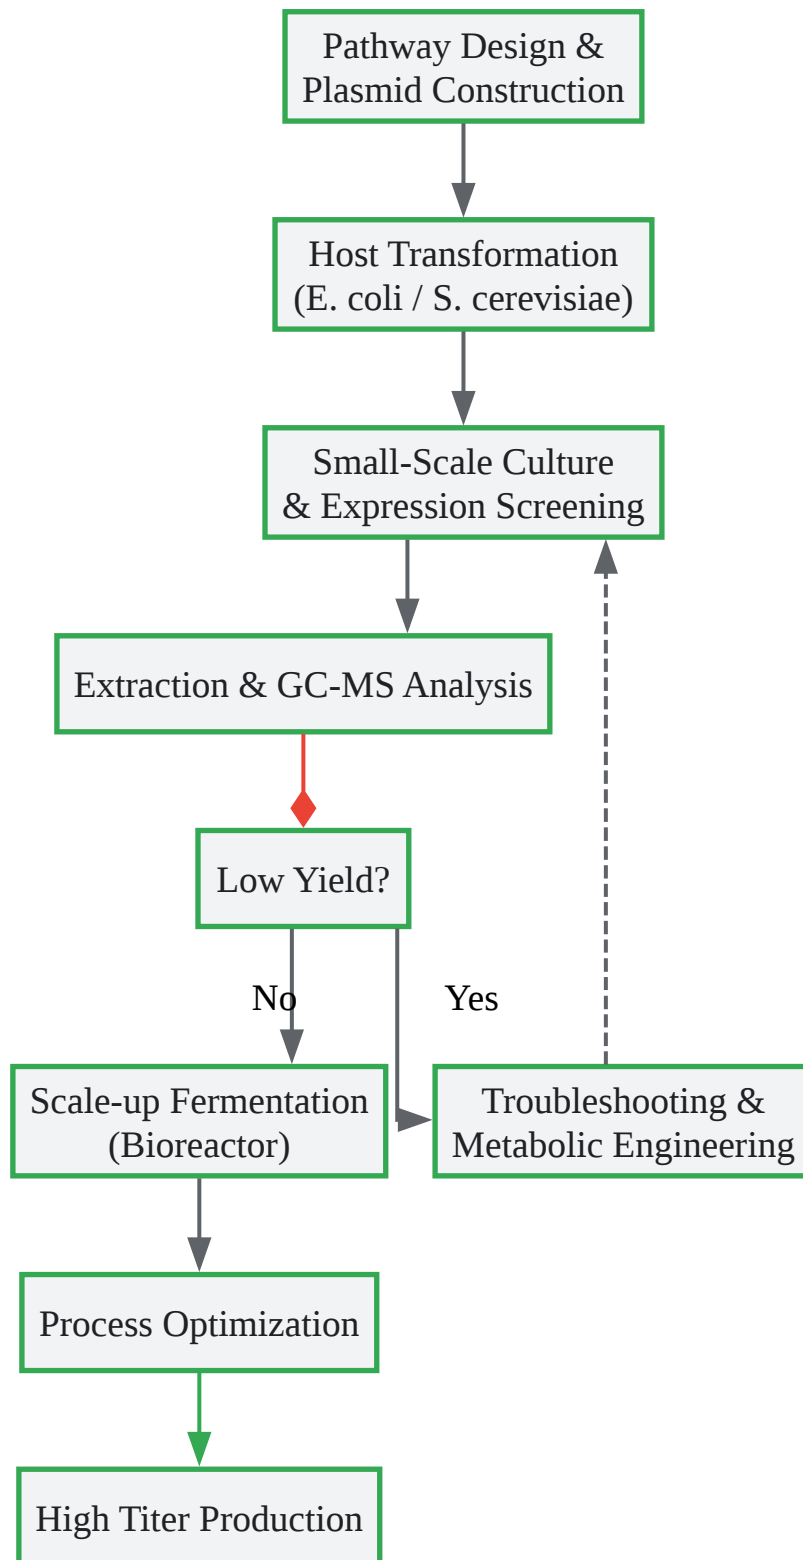 Pathway Design &
Plasmid Construction
Host Transformation
(E. coli / S. cerevisiae)
Small-Scale Culture
& Expression Screening
Extraction & GC-MS Analysis
Low Yield?
No
Yes
Scale-up Fermentation
(Bioreactor)
Troubleshooting &
Metabolic Engineering
Process Optimization
High Titer Production